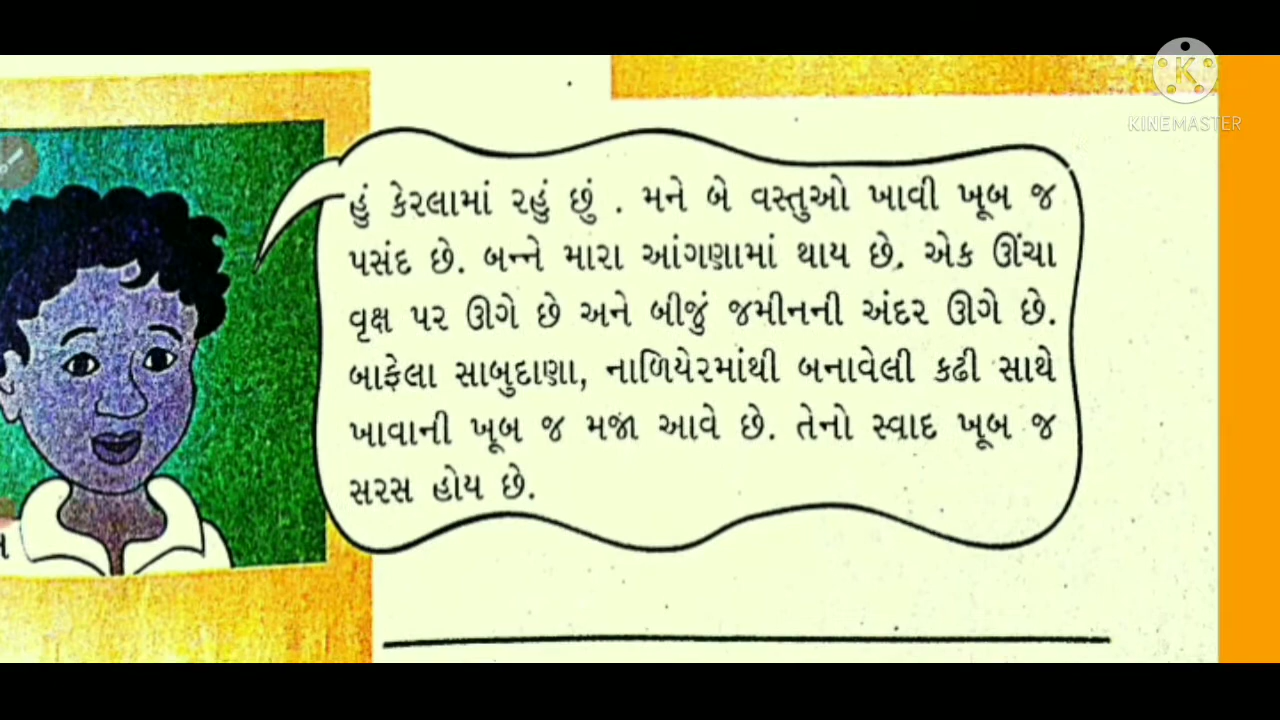 KINEMASTER
હું કેરલામાં રહું છું . મને બે વસ્તુઓ ખાવી ખૂબ જ
પસંદ છે. બન્ને મારા આંગણામાં થાય છે. એક ઊંચા
વૃક્ષ પર ઊગે છે અને બીજું જમીનની અંદર ઊગે છે.
બાફેલા સાબુદાણા, નાળિયેરમાંથી બનાવેલી કઢી સાથે
ખાવાની ખૂબ જ મજા આવે છે. તેનો સ્વાદ ખૂબ જ
સરસ હોય છે.